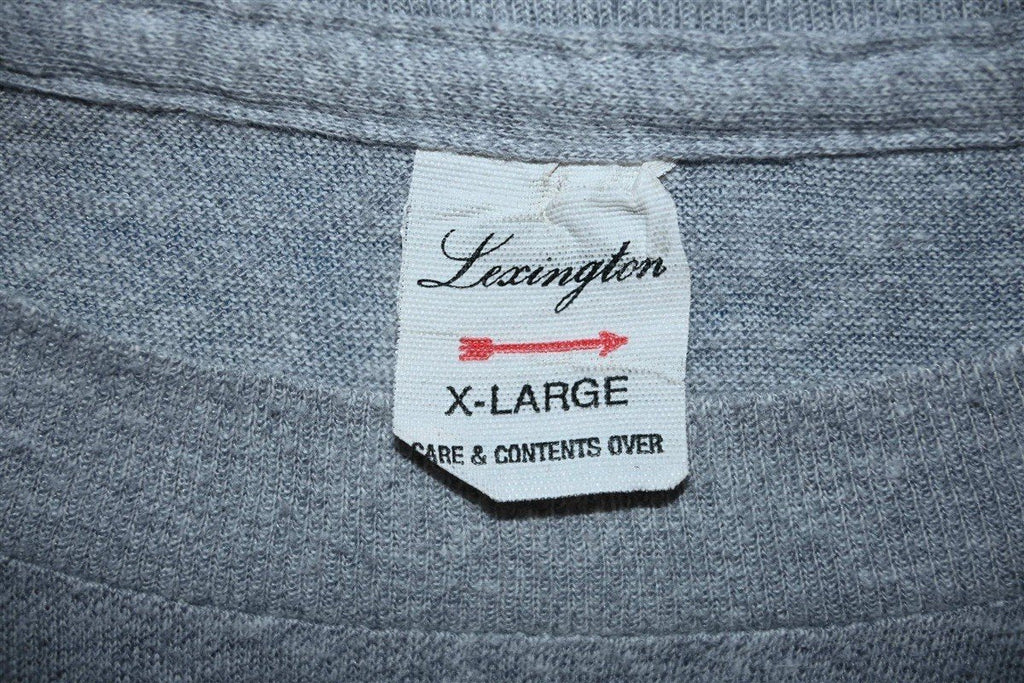 Lexington
X-LARGE
CARE & CONTENTS OVER